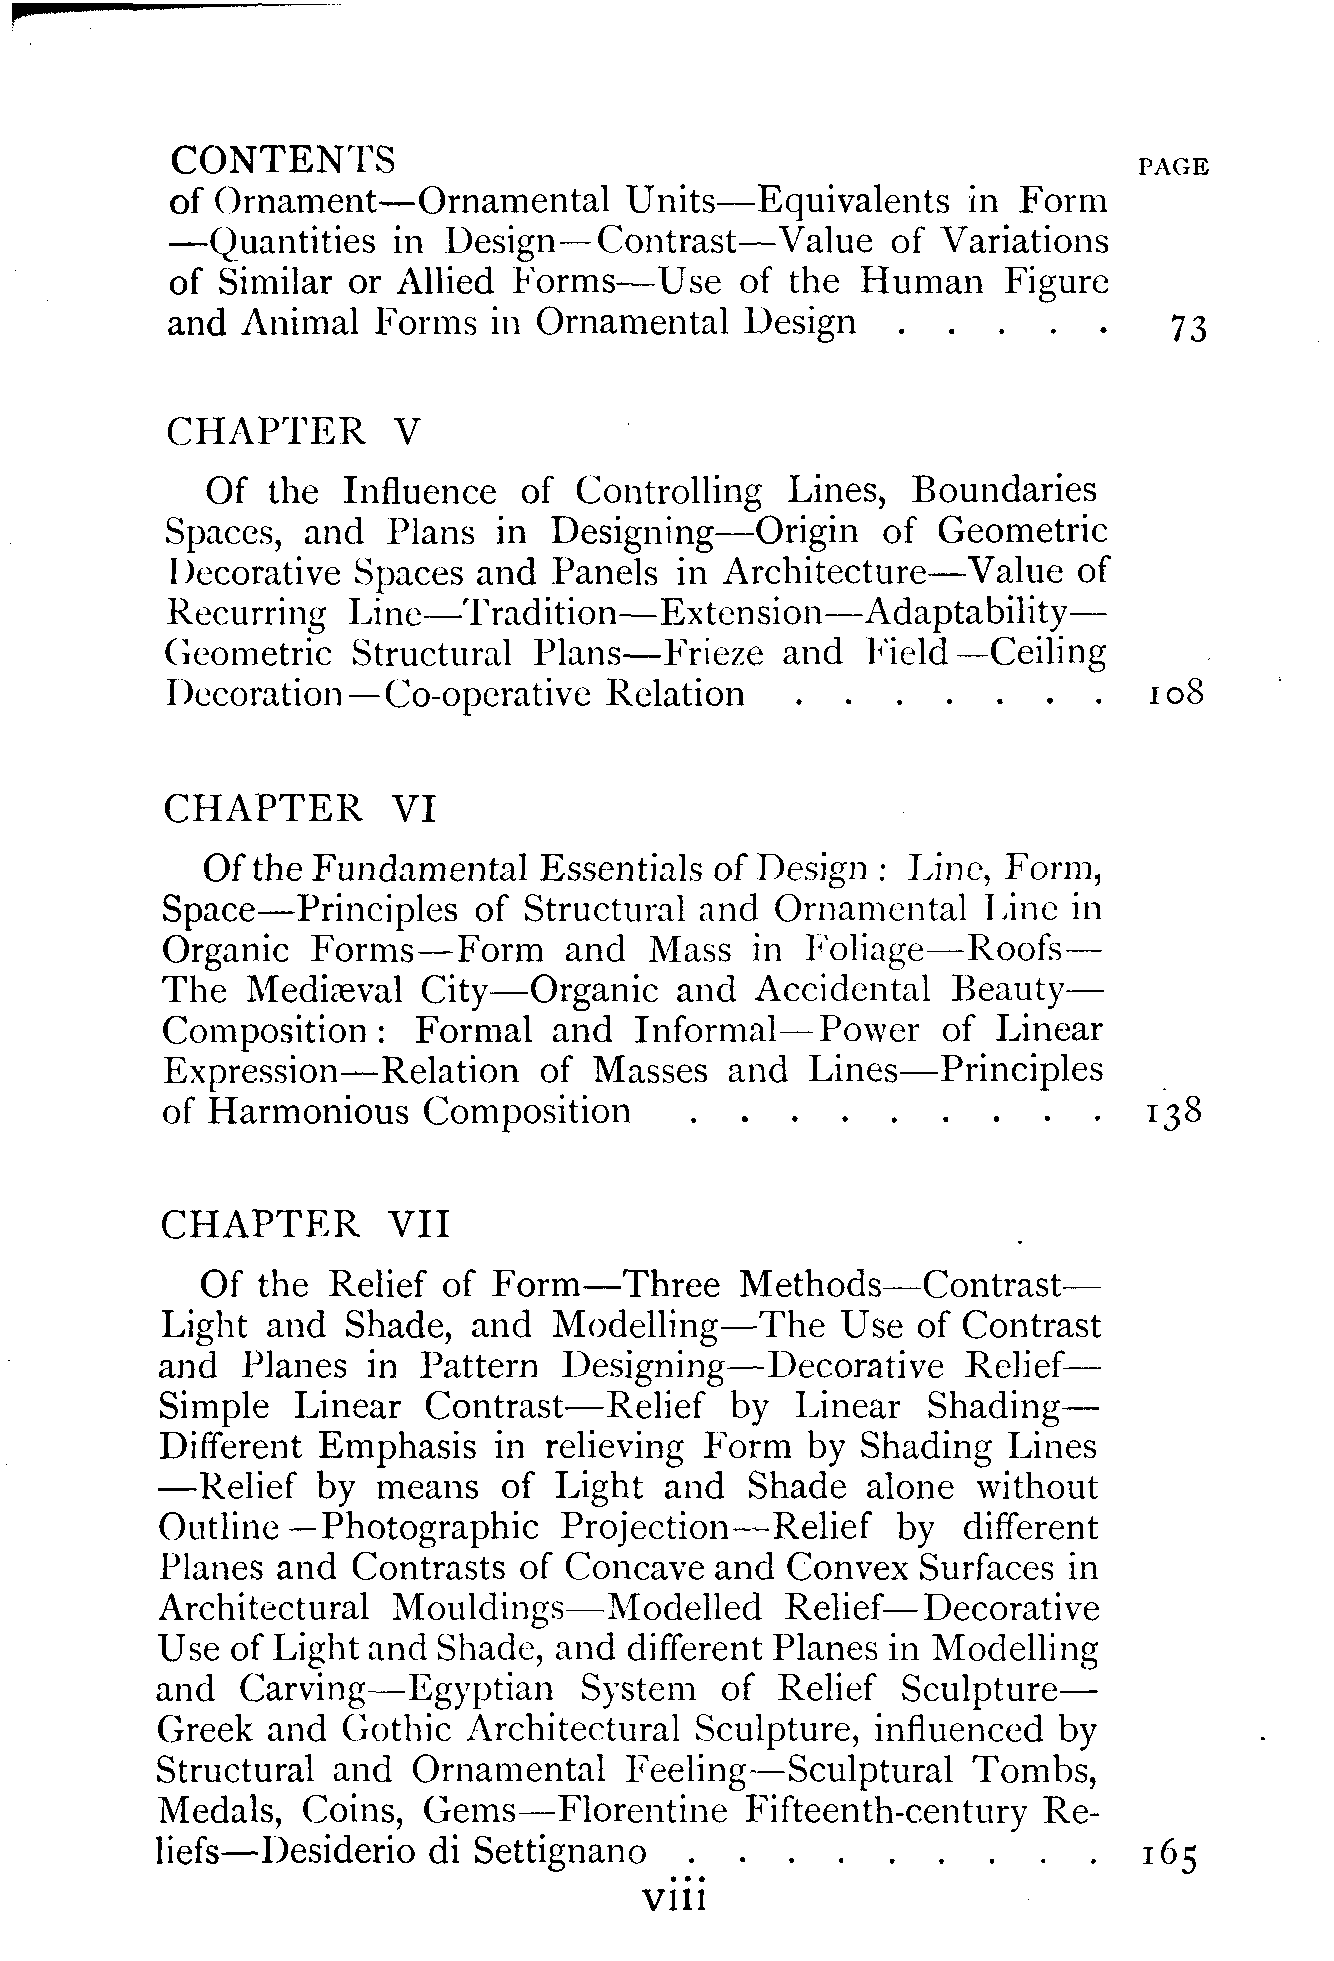 CONTENTS PAGE
of Ornament—Ornamental Units—Equivalents in Form
—Quantities in Design—Contrast—Value of Variations
of Similar or Allied Forms—Use of the Human Figure
and Animal Forms in Ornamental Design . . . . . 73
CHAPTER V
Of the Influence of Controlling Lines, Boundaries
Spaces, and Plans in Designing—Origin of Geometric
Decorative Spaces and Panels in Architecture—Value of
Recurring Line—Tradition—Extension—Adaptability—
Geometric Structural Plans—Frieze and Field—Ceiling
Decoration—Co-operative Relation . . . . . . . 108
CHAPTER VI
Of the Fundamental Essentials of Design : Line, Form,
Space—Principles of Structural and Ornamental Line in
Organic Forms—Form and Mass in Foliage—Roofs—
The Mediæval City—Organic and Accidental Beauty—
Composition : Formal and Informal—Power of Linear
Expression—Relation of Masses and Lines—Principles
of Harmonious Composition . . . . . . . . . 138
CHAPTER VII
Of the Relief of Form—Three Methods—Contrast—
Light and Shade, and Modelling—The Use of Contrast
and Planes in Pattern Designing—Decorative Relief—
Simple Linear Contrast—Relief by Linear Shading—
Different Emphasis in relieving Form by Shading Lines
—Relief by means of Light and Shade alone without
Outline—Photographic Projection—Relief by different
Planes and Contrasts of Concave and Convex Surfaces in
Architectural Mouldings—Modelled Relief—Decorative
Use of Light and Shade, and different Planes in Modelling
and Carving—Egyptian System of Relief Sculpture—
Greek and Gothic Architectural Sculpture, influenced by
Structural and Ornamental Feeling—Sculptural Tombs,
Medals, Coins, Gems—Florentine Fifteenth-century Re-
liefs—Desiderio di Settignano . . . . . . . . . 165
viii